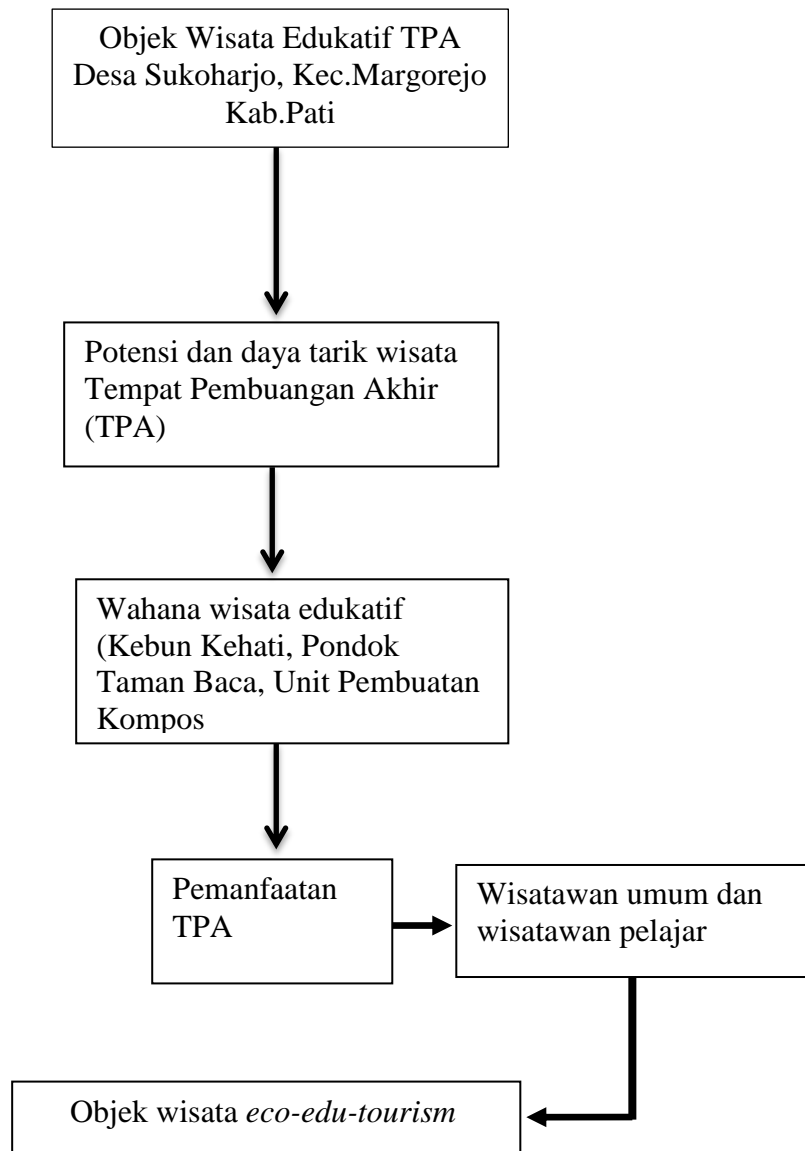 Objek Wisata Edukatif TPA
Desa Sukoharjo, Kec.Margorejo
Kab.Pati
Potensi dan daya tarik wisata
Tempat Pembuangan Akhir
(TPA)
Wahana wisata edukatif
(Kebun Kehati, Pondok
Taman Baca, Unit Pembuatan
Kompos
Pemanfaatan
TPA
Wisatawan umum dan
wisatawan pelajar
Objek wisata eco-edu-tourism